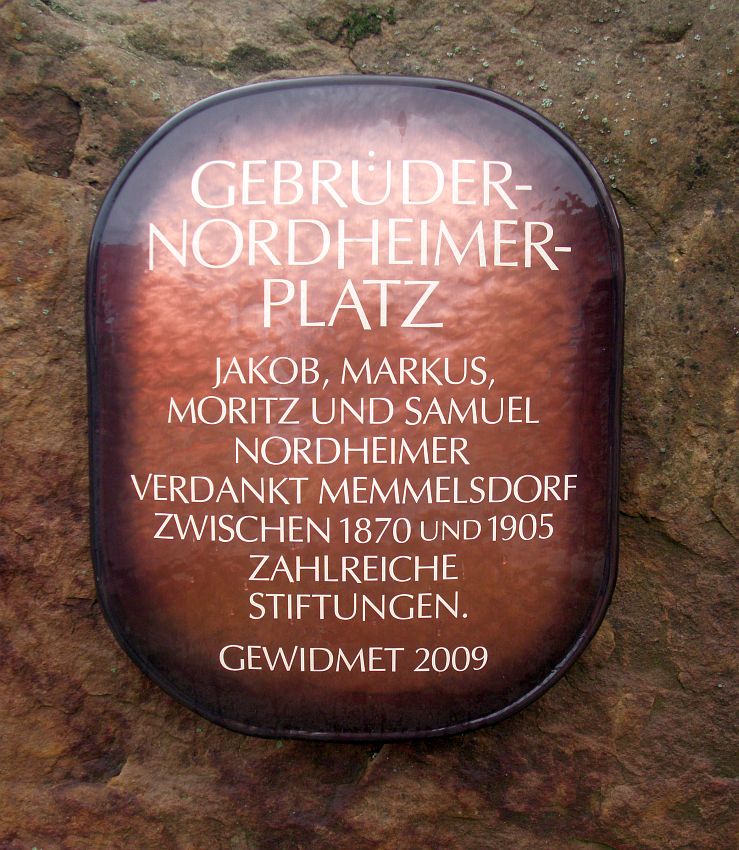 GEBRÜDER-
NORDHEIMER-
PLATZ
JAKOB, MARKUS,
MORITZ UND SAMUEL
NORDHEIMER
VERDANKT MEMMELSDORF
ZWISCHEN 1870 UND 1905
ZAHLREICHE
STIFTUNGEN.
GEWIDMET 2009